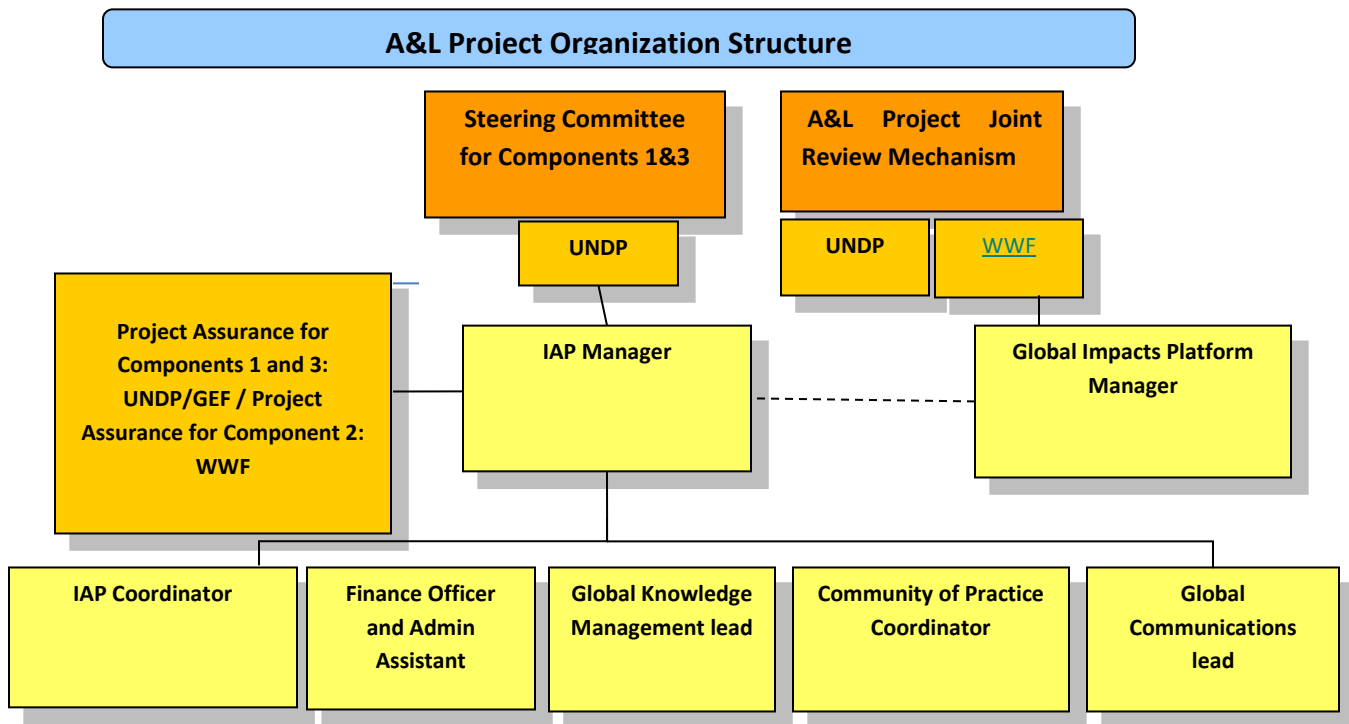 A&L Project Organization Structure
Steering Committee
for Components 1&3
A&L Project Joint
Review Mechanism
UNDP
UNDP
WWF
Project Assurance for
Components 1 and 3:
UNDP/GEF / Project
Assurance for Component 2:
WWF
IAP Manager
Global Impacts Platform
Manager
IAP Coordinator
Finance Officer
and Admin
Assistant
Global Knowledge
Management lead
Community of Practice
Coordinator
Global
Communications
lead